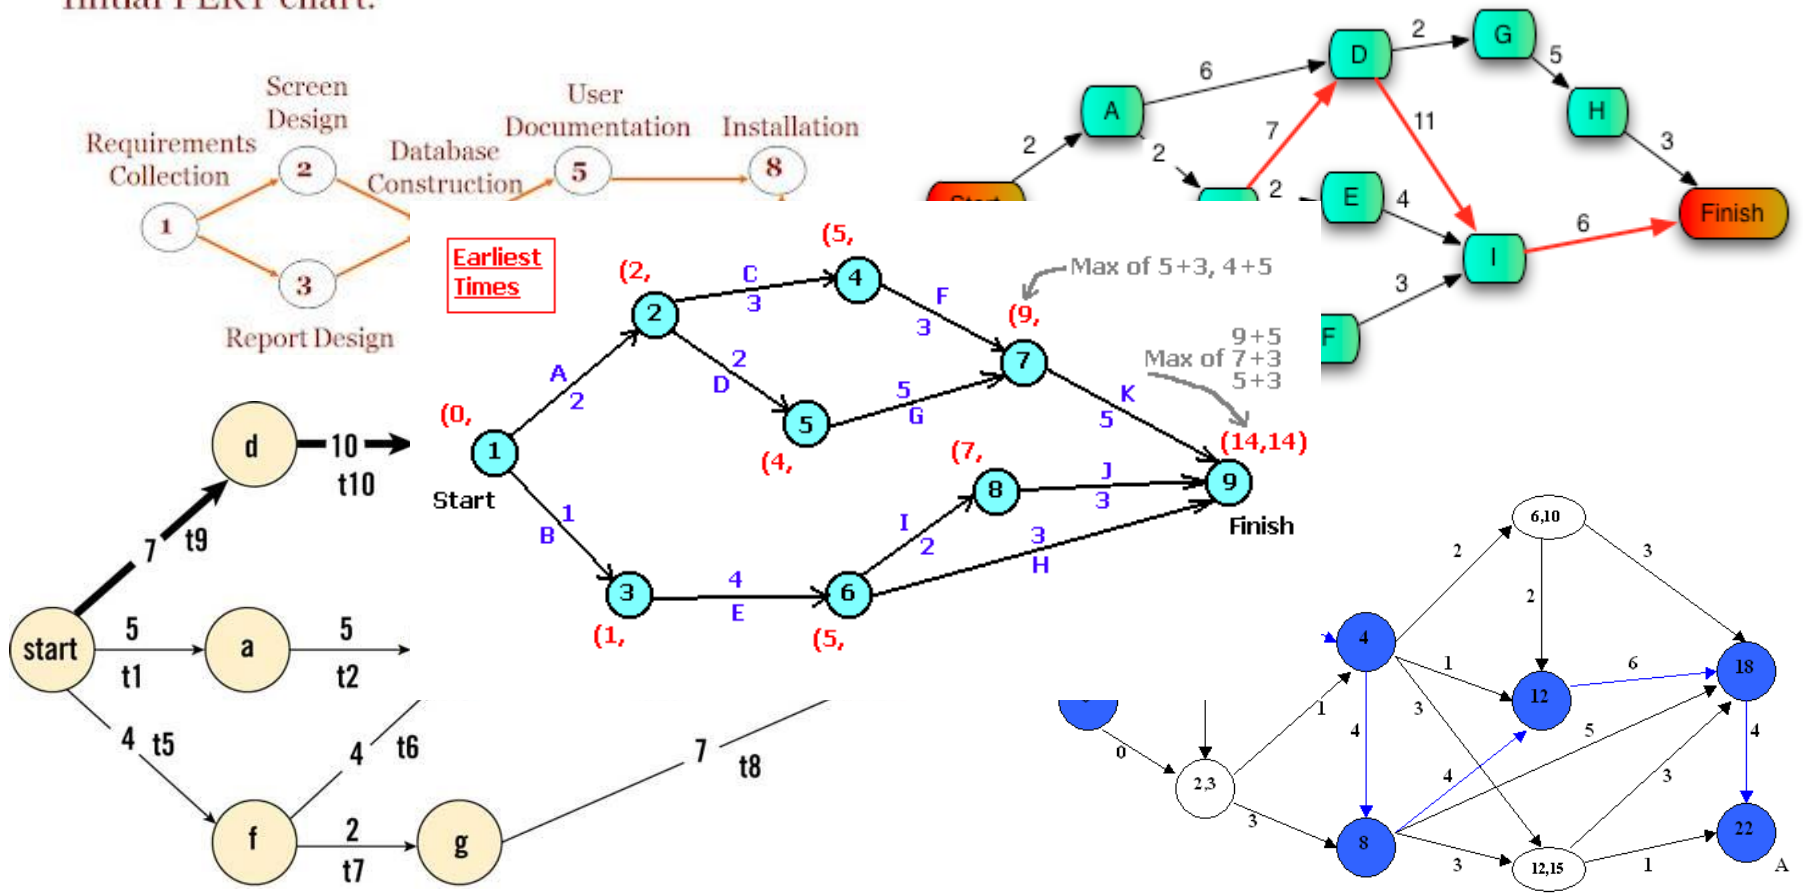 Initial PERT chart.
Screen
Design
User
Documentation
Installation
Requirements
Collection
Database
Construction
1
2
3
5
8
Report Design
A
D
G
H
E
I
F
Finish
2
6
2
5
3
2
7
11
2
4
6
3
Earliest
Times
(0,
(2,
(5,
(9,
(4,
(7,
(1,
(5,
(14,14)
Max of 5+3, 4+5
9+5
Max of 7+3
5+3
1
2
3
4
5
6
7
8
9
Start
Finish
A
2
B
1
C
3
2
D
4
E
F
3
5
G
3
H
I
2
J
3
K
5
start
d
a
f
g
7
t9
10
t10
5
t1
5
t2
4
t5
4
t6
2
t7
7
t8
6,10
4
12
18
2,3
8
12,15
22
A
2
3
2
1
6
3
4
5
4
1
0
4
3
3
3
1